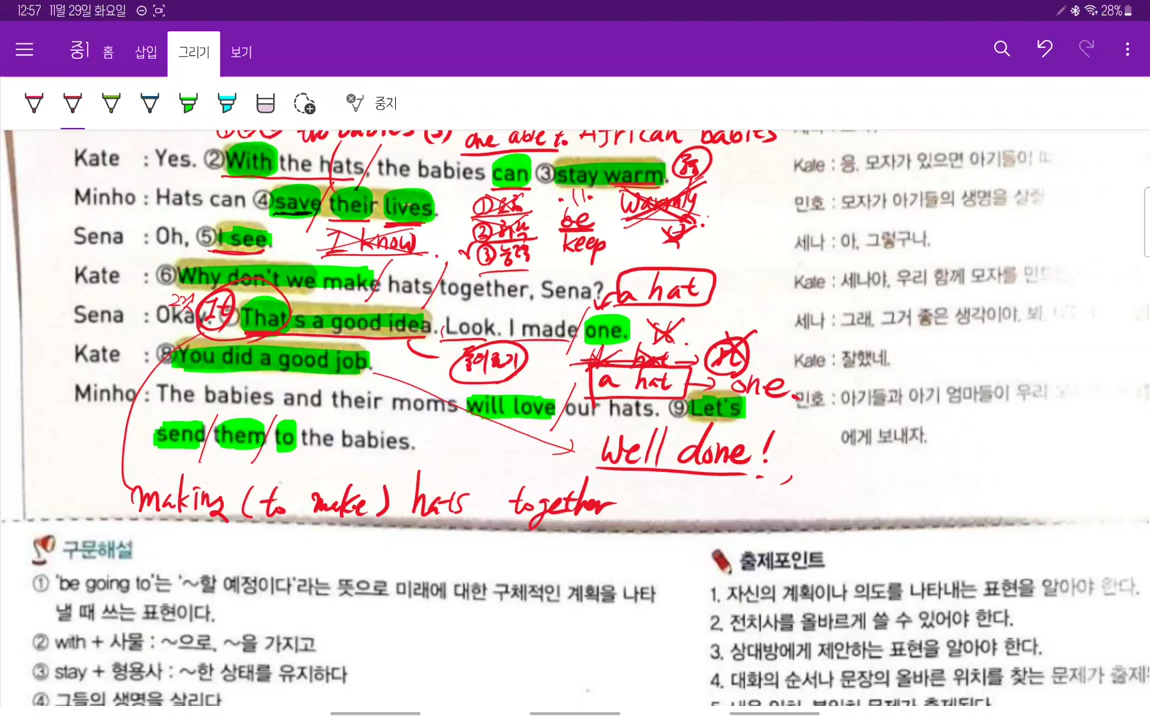 12:57 11월 29일 화요일 28%
중1 홈 삽입 그리기 보기
중지
the babies one able to African babies
Kate : Yes. ②With the hats, the babies can ③stay warm. Kate: 응, 모자가 있으면 아기들이
Minho : Hats can ④save their lives. be warmly 민호: 모자가 아기들의 생명을
Sena : Oh, ⑤I see. I know keep 세나: 아, 그렇구나.
Kate : ⑥Why don't we make hats together, Sena? a hat Kate: 세나야, 우리 함께 모자를
Sena : Okay. It ⑦That's a good idea. Look. I made one. 세나: 그래, 그거 좋은 생각이야. 봐,
Kate : ⑧You did a good job. it Kate: 잘했네.
a hat → one.
Minho : The babies and their moms will love our hats. ⑨Let's 민호: 아기들과 아기 엄마들이 우리
send them to the babies. 에게 보내자.
Well done!
making (to make) hats together
구문해설
① 'be going to'는 '~할 예정이다'라는 뜻으로 미래에 대한 구체적인 계획을 나타
낼 때 쓰는 표현이다.
② with + 사물 : ~으로, ~을 가지고
③ stay + 형용사 : ~한 상태를 유지하다
④ 그들의 생명을 살리다
출제포인트
1. 자신의 계획이나 의도를 나타내는 표현을 알아야 한다.
2. 전치사를 올바르게 쓸 수 있어야 한다.
3. 상대방에게 제안하는 표현을 알아야 한다.
4. 대화의 순서나 문장의 올바른 위치를 찾는 문제가